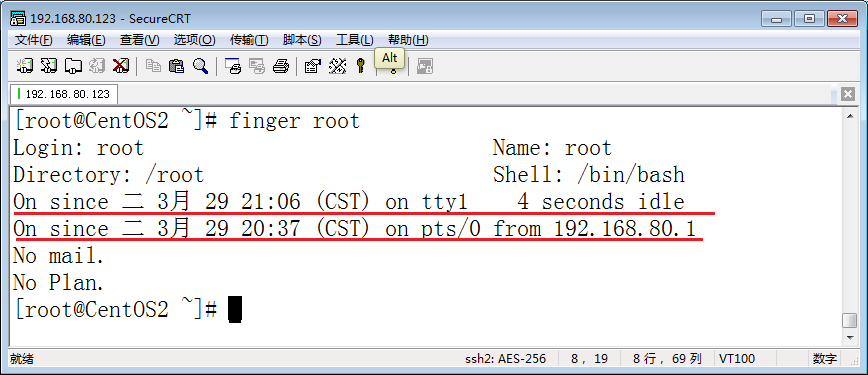 192.168.80.123 - SecureCRT
文件(F) 编辑(E) 查看(V) 选项(O) 传输(T) 脚本(S) 工具(L) 帮助(H)
Alt
192.168.80.123
[root@CentOS2 ~]# finger root
Login: root Name: root
Directory: /root Shell: /bin/bash
On since 二 3月 29 21:06 (CST) on tty1 4 seconds idle
On since 二 3月 29 20:37 (CST) on pts/0 from 192.168.80.1
No mail.
No Plan.
[root@CentOS2 ~]#
就绪 ssh2: AES-256 8, 19 8 行, 69 列 VT100 数字